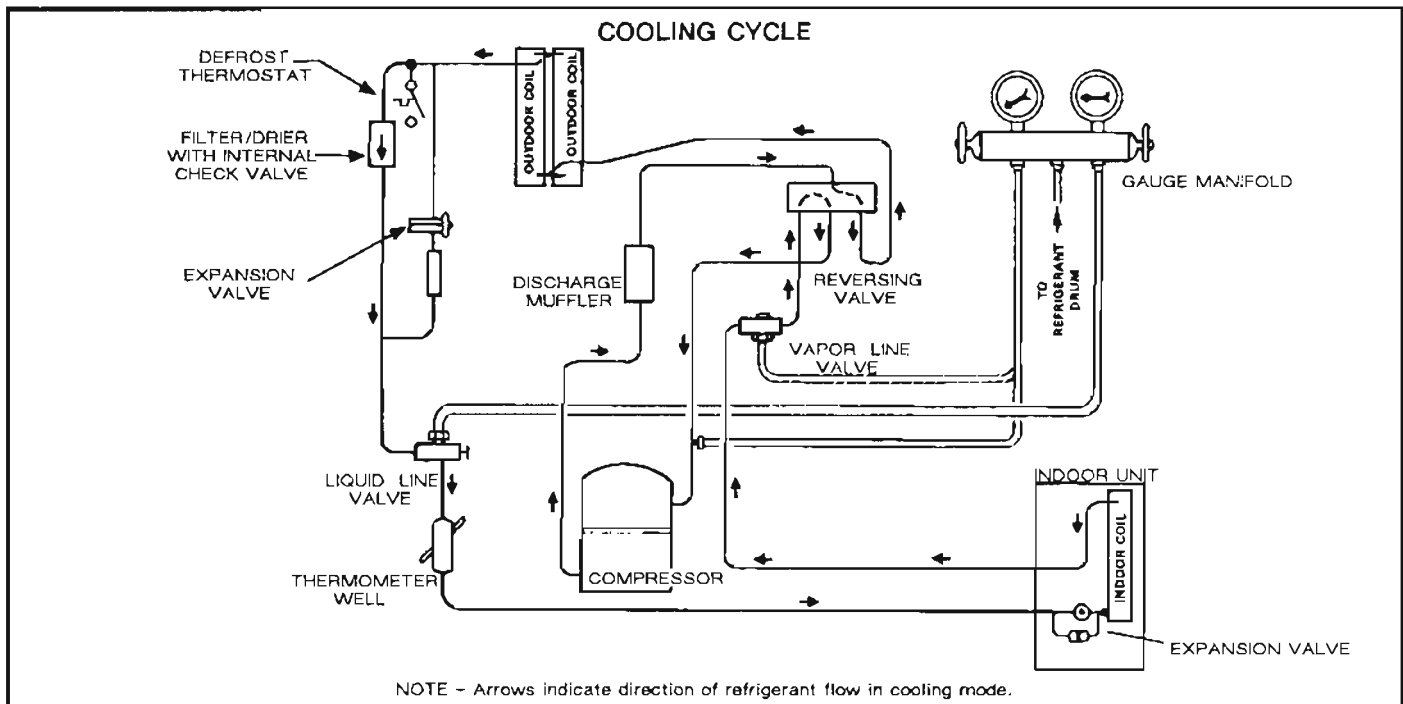 COOLING CYCLE
DEFROST
THERMOSTAT
FILTER/DRIER
WITH INTERNAL
CHECK VALVE
EXPANSION
VALVE
OUTDOOR COIL
OUTDOOR COIL
DISCHARGE
MUFFLER
REVERSING
VALVE
VAPOR LINE
VALVE
GAUGE MANIFOLD
TO
REFRIGERANT
DRUM
LIQUID LINE
VALVE
THERMOMETER
WELL
COMPRESSOR
INDOOR UNIT
INDOOR COIL
EXPANSION VALVE
NOTE - Arrows indicate direction of refrigerant flow in cooling mode.